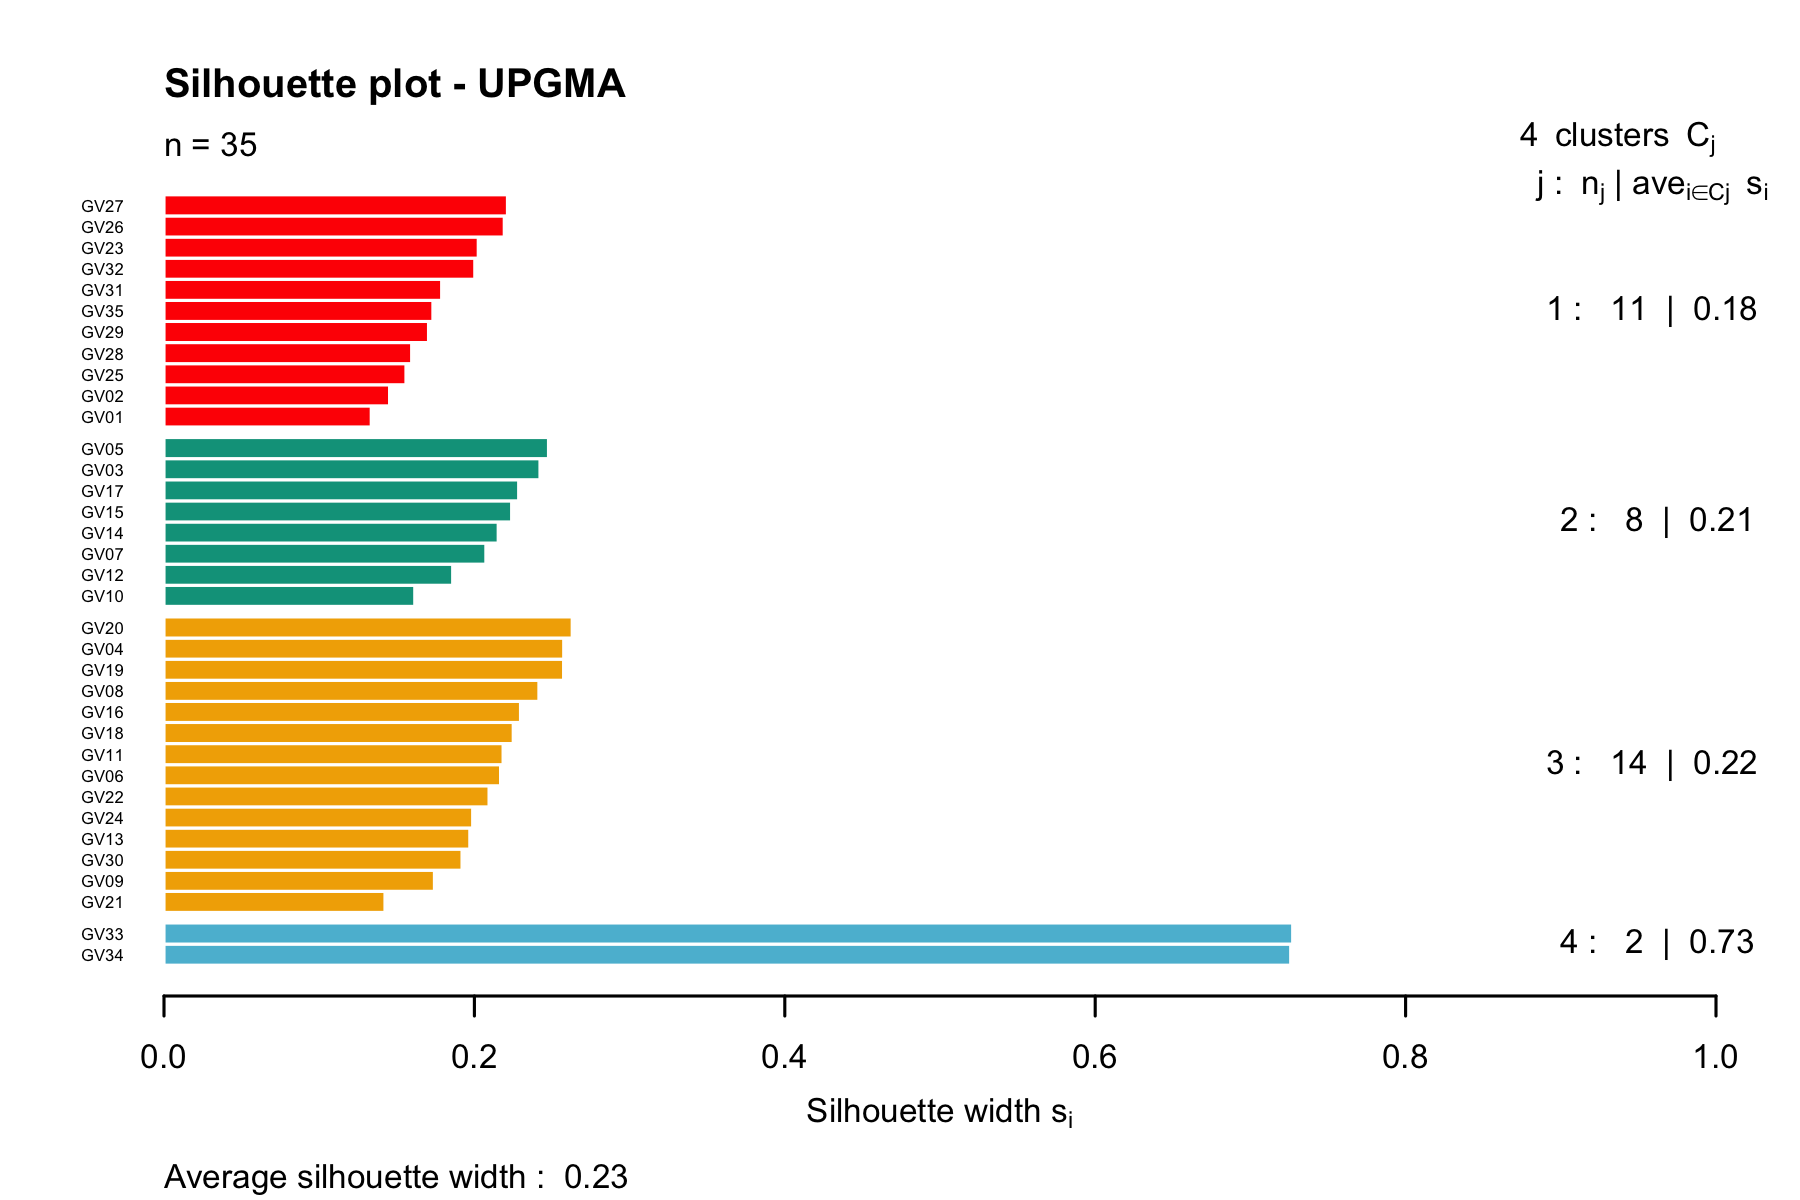 Silhouette plot - UPGMA
n = 35
4 clusters Cj
j : nj | avei∈Cj si
GV27
GV26
GV23
GV32
GV31
GV35
GV29
GV28
GV25
GV02
GV01
1 : 11 | 0.18
GV05
GV03
GV17
GV15
GV14
GV07
GV12
GV10
2 : 8 | 0.21
GV20
GV04
GV19
GV08
GV16
GV18
GV11
GV06
GV22
GV24
GV13
GV30
GV09
GV21
3 : 14 | 0.22
GV33
GV34
4 : 2 | 0.73
0.0 0.2 0.4 0.6 0.8 1.0
Silhouette width si
Average silhouette width : 0.23